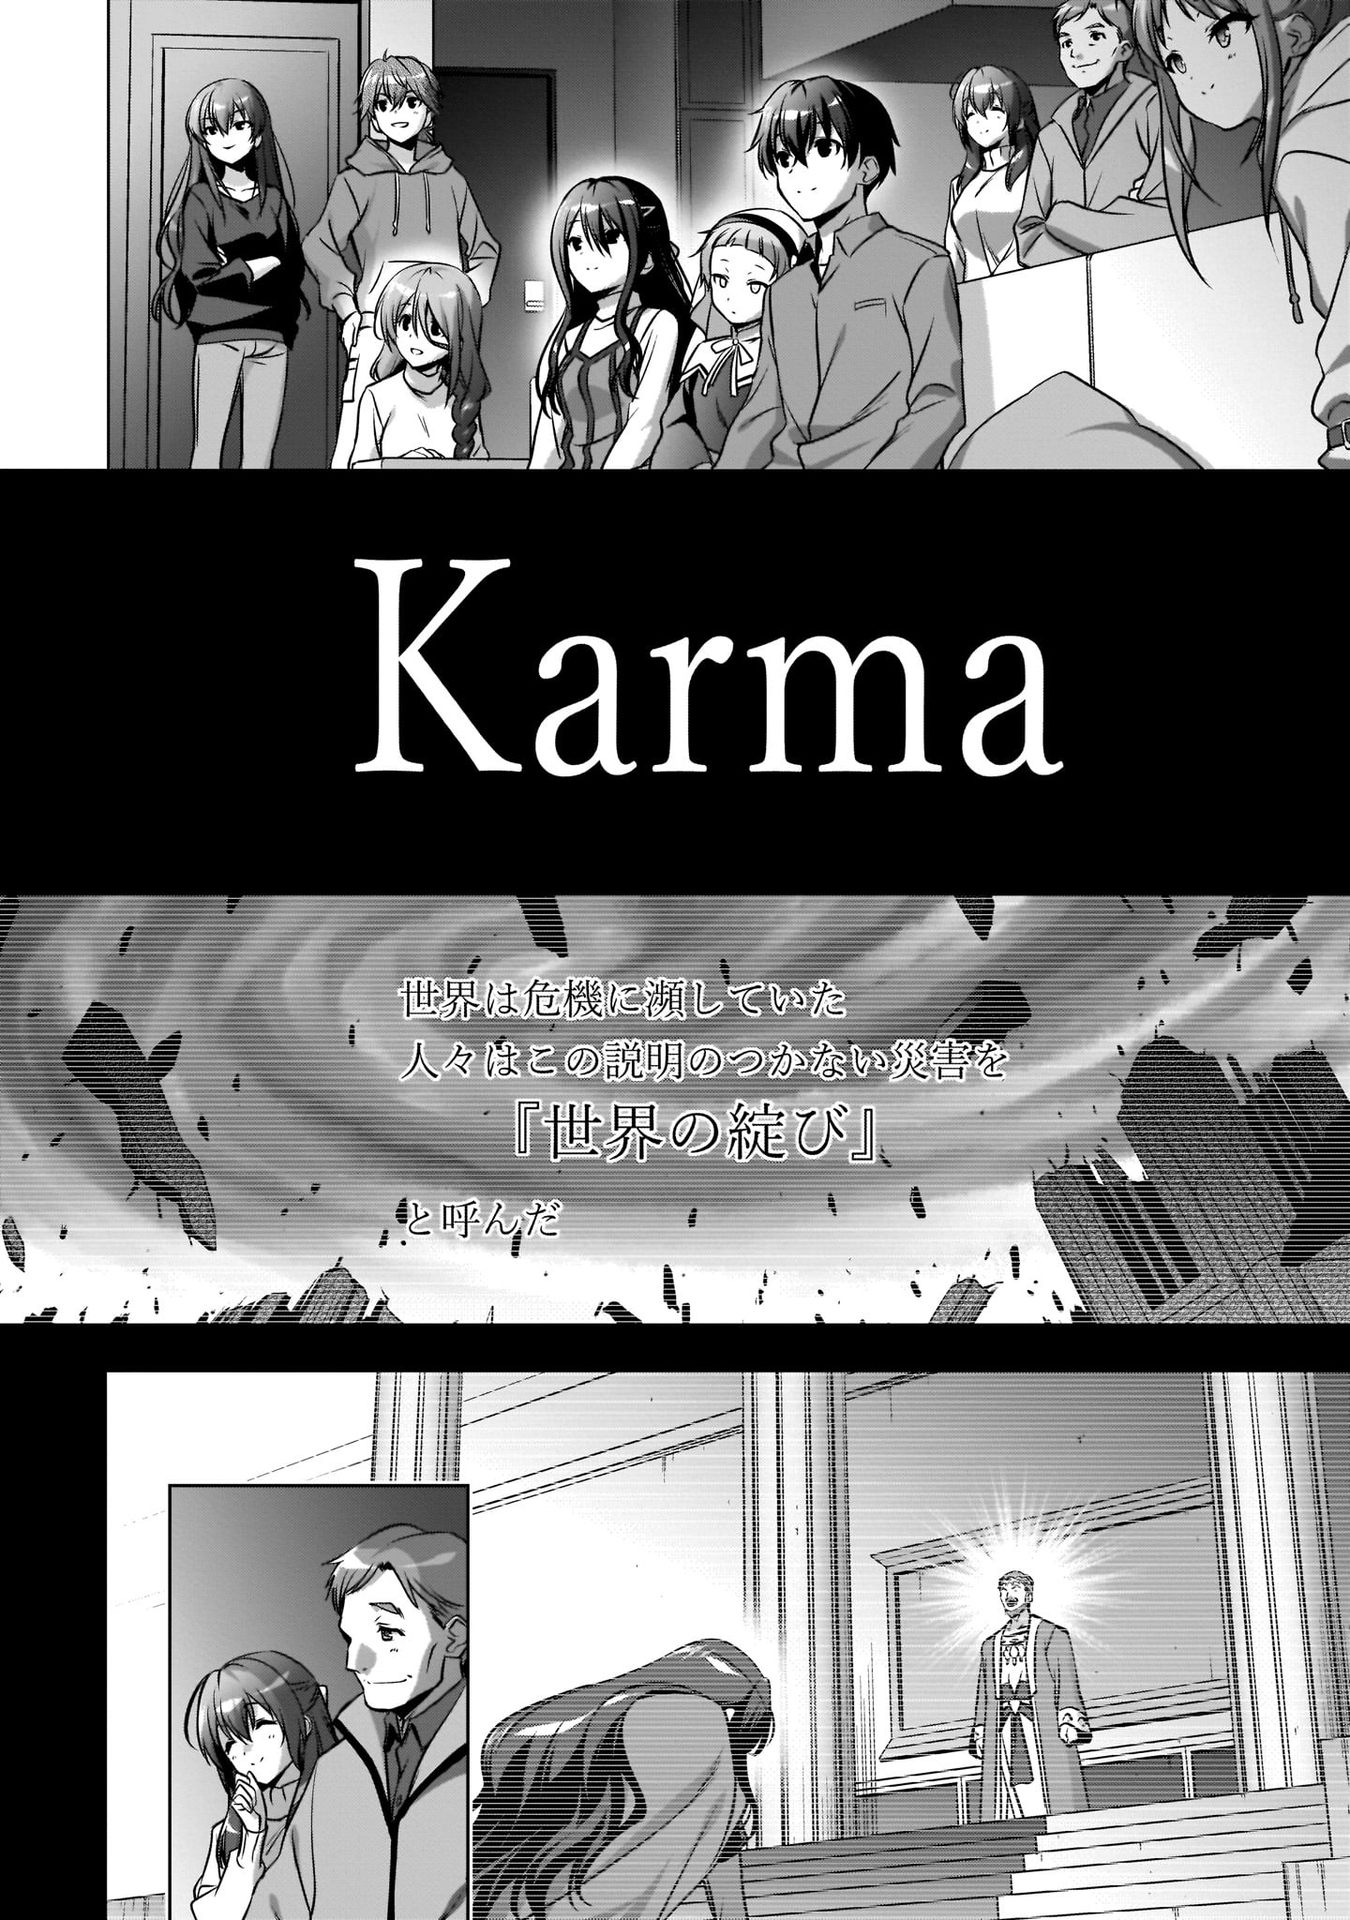 Karma
世界は危機に瀕していた
人々はこの説明のつかない災害を
『世界の綻び』
と呼んだ